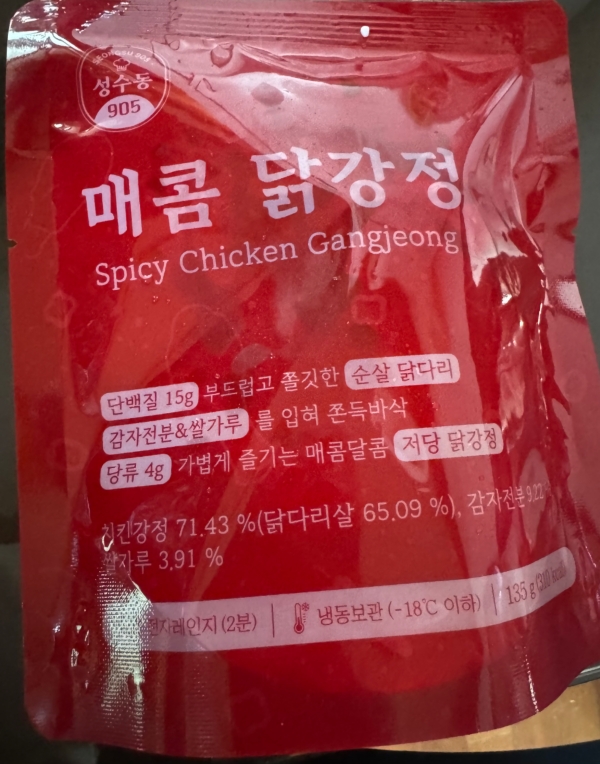 SEONGSU 905
성수동
905
매콤 닭강정
Spicy Chicken Gangjeong
단백질 15g 부드럽고 쫄깃한 순살 닭다리
감자전분&쌀가루 를 입혀 쫀득바삭
당류 4g 가볍게 즐기는 매콤달콤 저당 닭강정
치킨강정 71.43 %(닭다리살 65.09 %), 감자전분 9.22
3.91 %
전자레인지 (2분) 냉동보관 (-18℃ 이하) 135 g